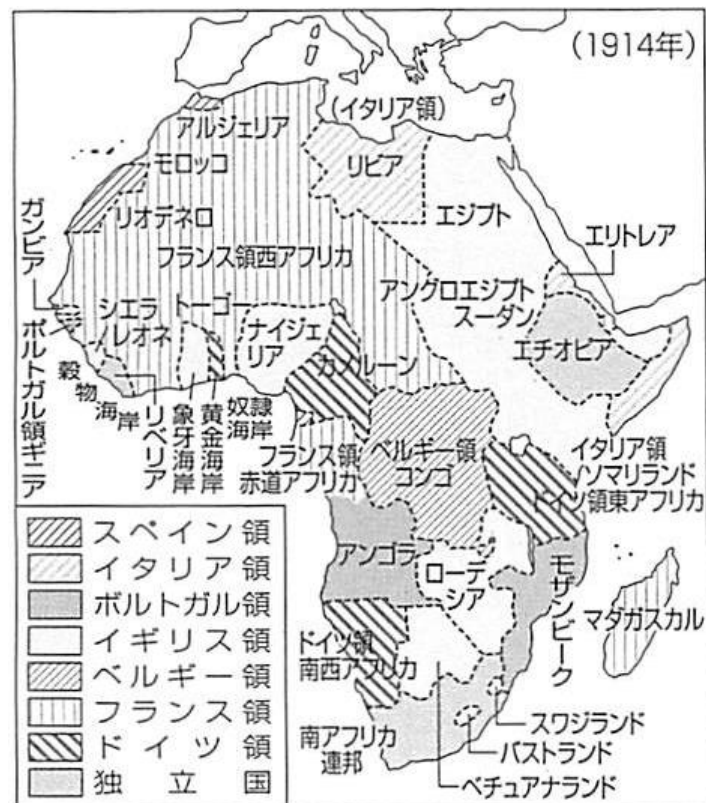 (1914年)
(イタリア領)
アルジェリア
リビア
モロッコ
エジプト
リオデネロ
エリトレア
ガンビア
フランス領西アフリカ
アングロエジプト
スーダン
シエラ
レオネ
トーゴー
ナイジェ
リア
エチオピア
ポルトガル領ギニア
カメルーン
穀物海岸
リベリア
象牙海岸
黄金海岸
奴隷
海岸
フランス領
赤道アフリカ
ベルギー領
コンゴ
イタリア領
ソマリランド
ドイツ領東アフリカ
アンゴラ
ローデ
シア
モザンビーク
マダガスカル
ドイツ領
南西アフリカ
南アフリカ
連邦
スワジランド
バストランド
ベチュアナランド
スペイン領
イタリア領
ポルトガル領
イギリス領
ベルギー領
フランス領
ドイツ領
独立国